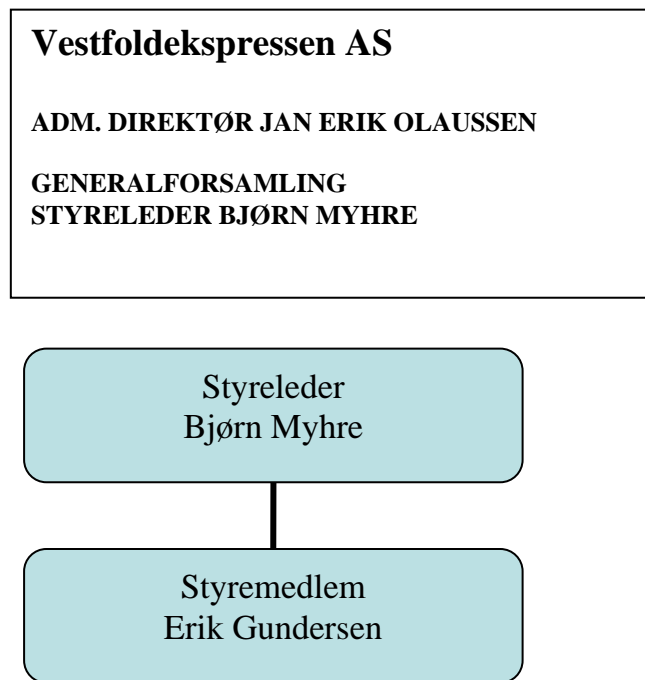 Vestfoldekspressen AS
ADM. DIREKTØR JAN ERIK OLAUSSEN
GENERALFORSAMLING
STYRELEDER BJØRN MYHRE
Styreleder
Bjørn Myhre
Styremedlem
Erik Gundersen